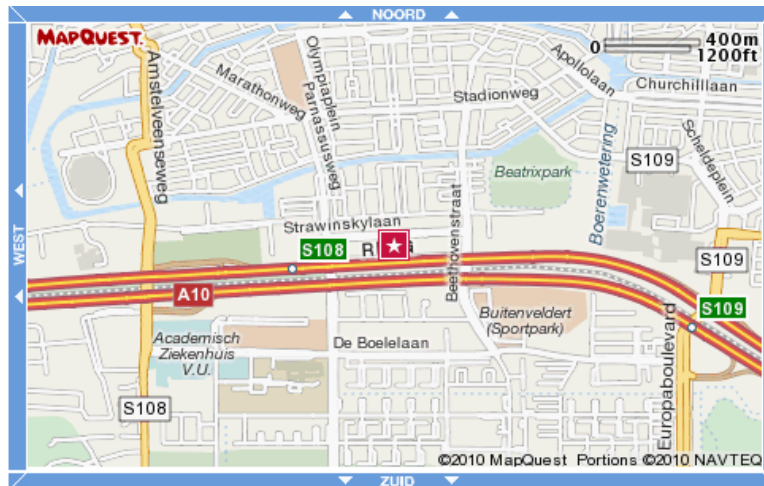 NOORD
MAPQUEST.
0 400m
1200ft
Apollolaan
Churchilllaan
Olympiaplein
Parnassusweg
Marathonweg
Stadionweg
Amstelveenseweg
Scheldeplein
S109
Beatrixpark
Boerenwetering
WEST
Strawinskylaan
Beethovenstraat
S108
S109
A10
S109
Buitenveldert
(Sportpark)
Academisch
Ziekenhuis
V.U.
De Boelelaan
Europaboulevard
S108
©2010 MapQuest Portions ©2010 NAVTEQ
ZUID